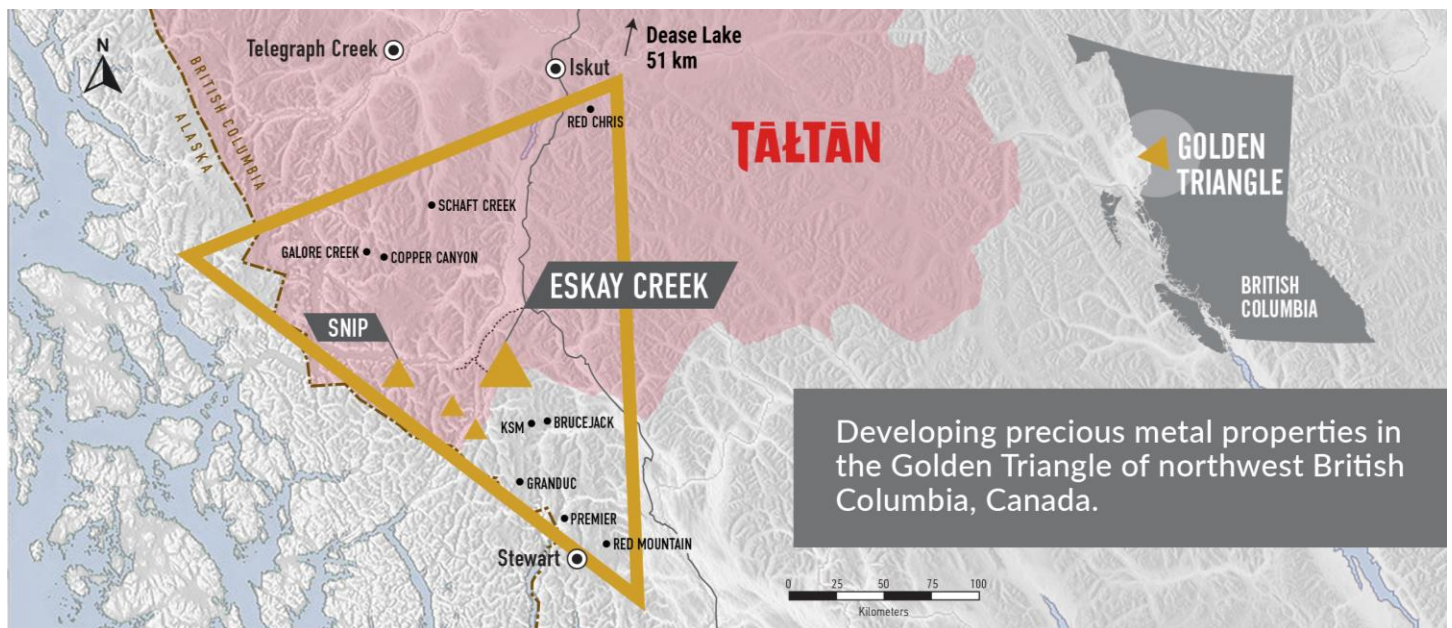 N
Telegraph Creek
Iskut
Dease Lake
51 km
RED CHRIS
BRITISH COLUMBIA
ALASKA
TĀŁTĀN
GOLDEN
TRIANGLE
SCHAFT CREEK
GALORE CREEK
COPPER CANYON
ESKAY CREEK
BRITISH
COLUMBIA
SNIP
KSM
BRUCEJACK
GRANDUC
PREMIER
RED MOUNTAIN
Stewart
Developing precious metal properties in
the Golden Triangle of northwest British
Columbia, Canada.
0 25 50 75 100
Kilometers